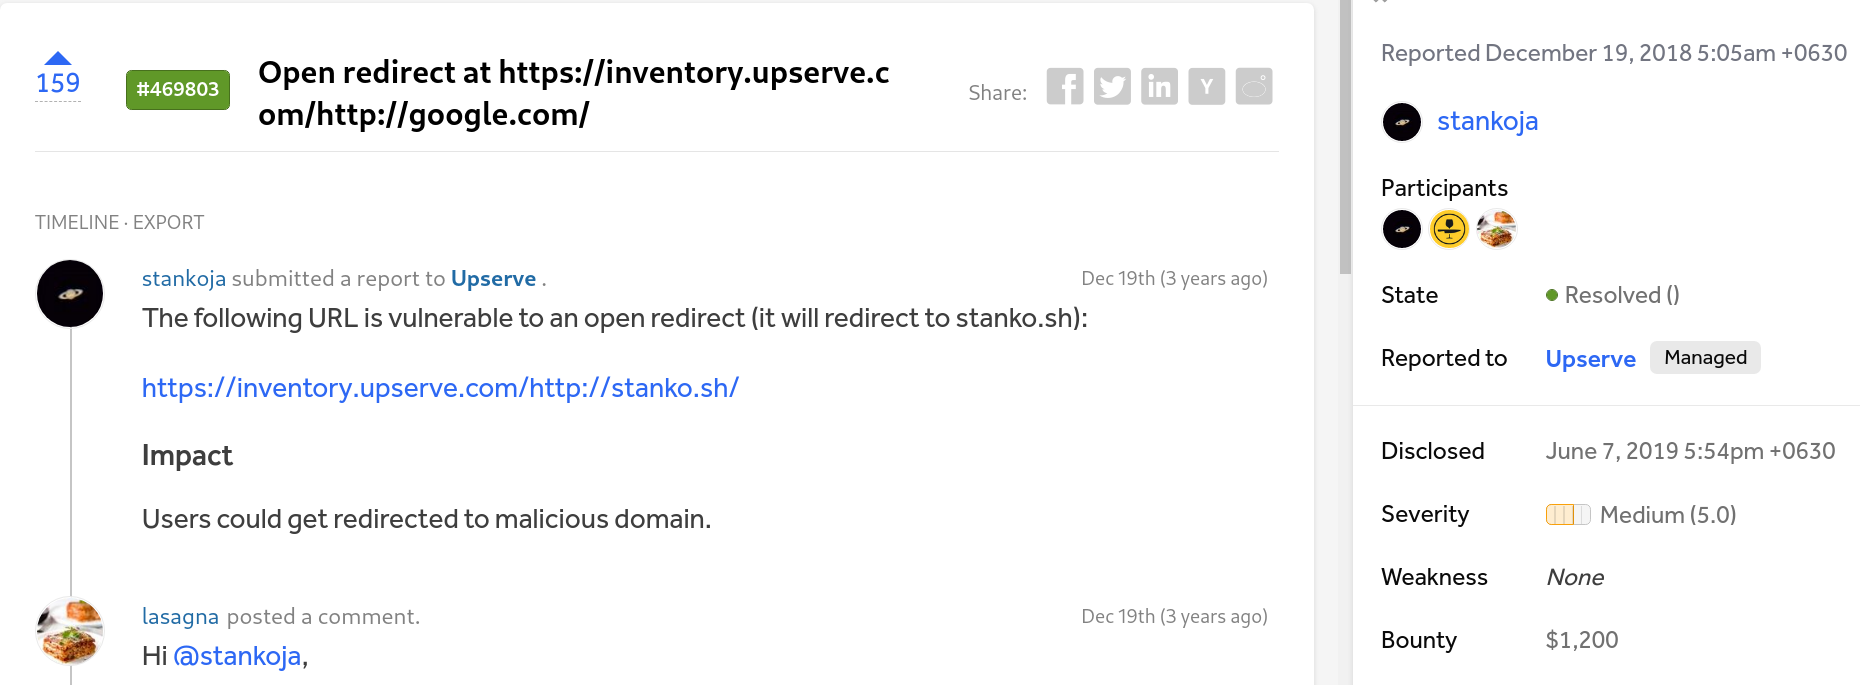 159
#469803
Open redirect at https://inventory.upserve.c
om/http://google.com/
Share:
TIMELINE · EXPORT
stankoja submitted a report to Upserve .
Dec 19th (3 years ago)
The following URL is vulnerable to an open redirect (it will redirect to stanko.sh):
https://inventory.upserve.com/http://stanko.sh/
Impact
Users could get redirected to malicious domain.
lasagna posted a comment.
Dec 19th (3 years ago)
Hi @stankoja,
Reported December 19, 2018 5:05am +0630
stankoja
Participants
State
Resolved ()
Reported to
Upserve
Managed
Disclosed
June 7, 2019 5:54pm +0630
Severity
Medium (5.0)
Weakness
None
Bounty
$1,200